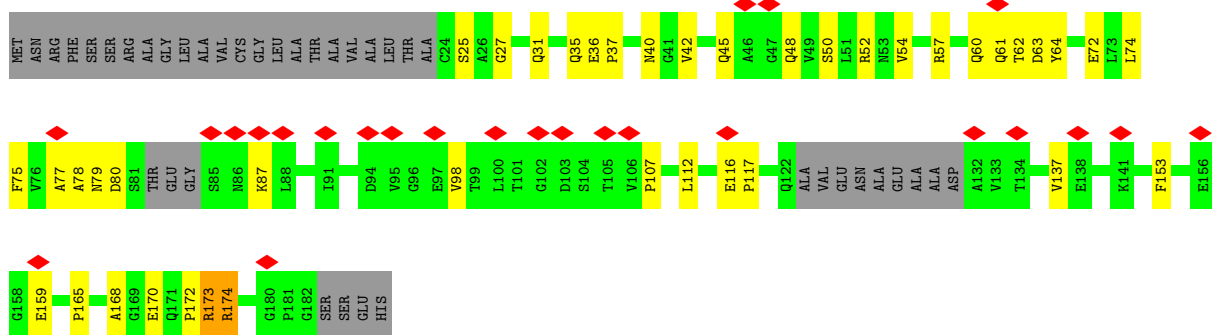 MET ASN ARG PHE SER SER ARG ALA GLY LEU ALA VAL CYS GLY LEU ALA THR ALA VAL ALA LEU THR ALA C24 S25 A26 G27 Q31 Q35 E36 P37 N40 G41 V42 Q45 A46 G47 Q48 V49 S50 L51 R52 N53 V54 R57 Q60 Q61 T62 D63 Y64 E72 L73 L74
F75 V76 A77 A78 N79 D80 S81 THR GLU GLY S85 N86 K87 L88 I91 D94 V95 G96 E97 V98 T99 L100 T101 G102 D103 S104 T105 V106 P107 L112 E116 P117 Q122 ALA VAL GLU ASN ALA GLU ALA ALA ASP A132 V133 T134 V137 E138 K141 F153 E156
G158 E159 P165 A168 G169 E170 Q171 P172 R173 R174 G180 P181 G182 SER SER GLU HIS